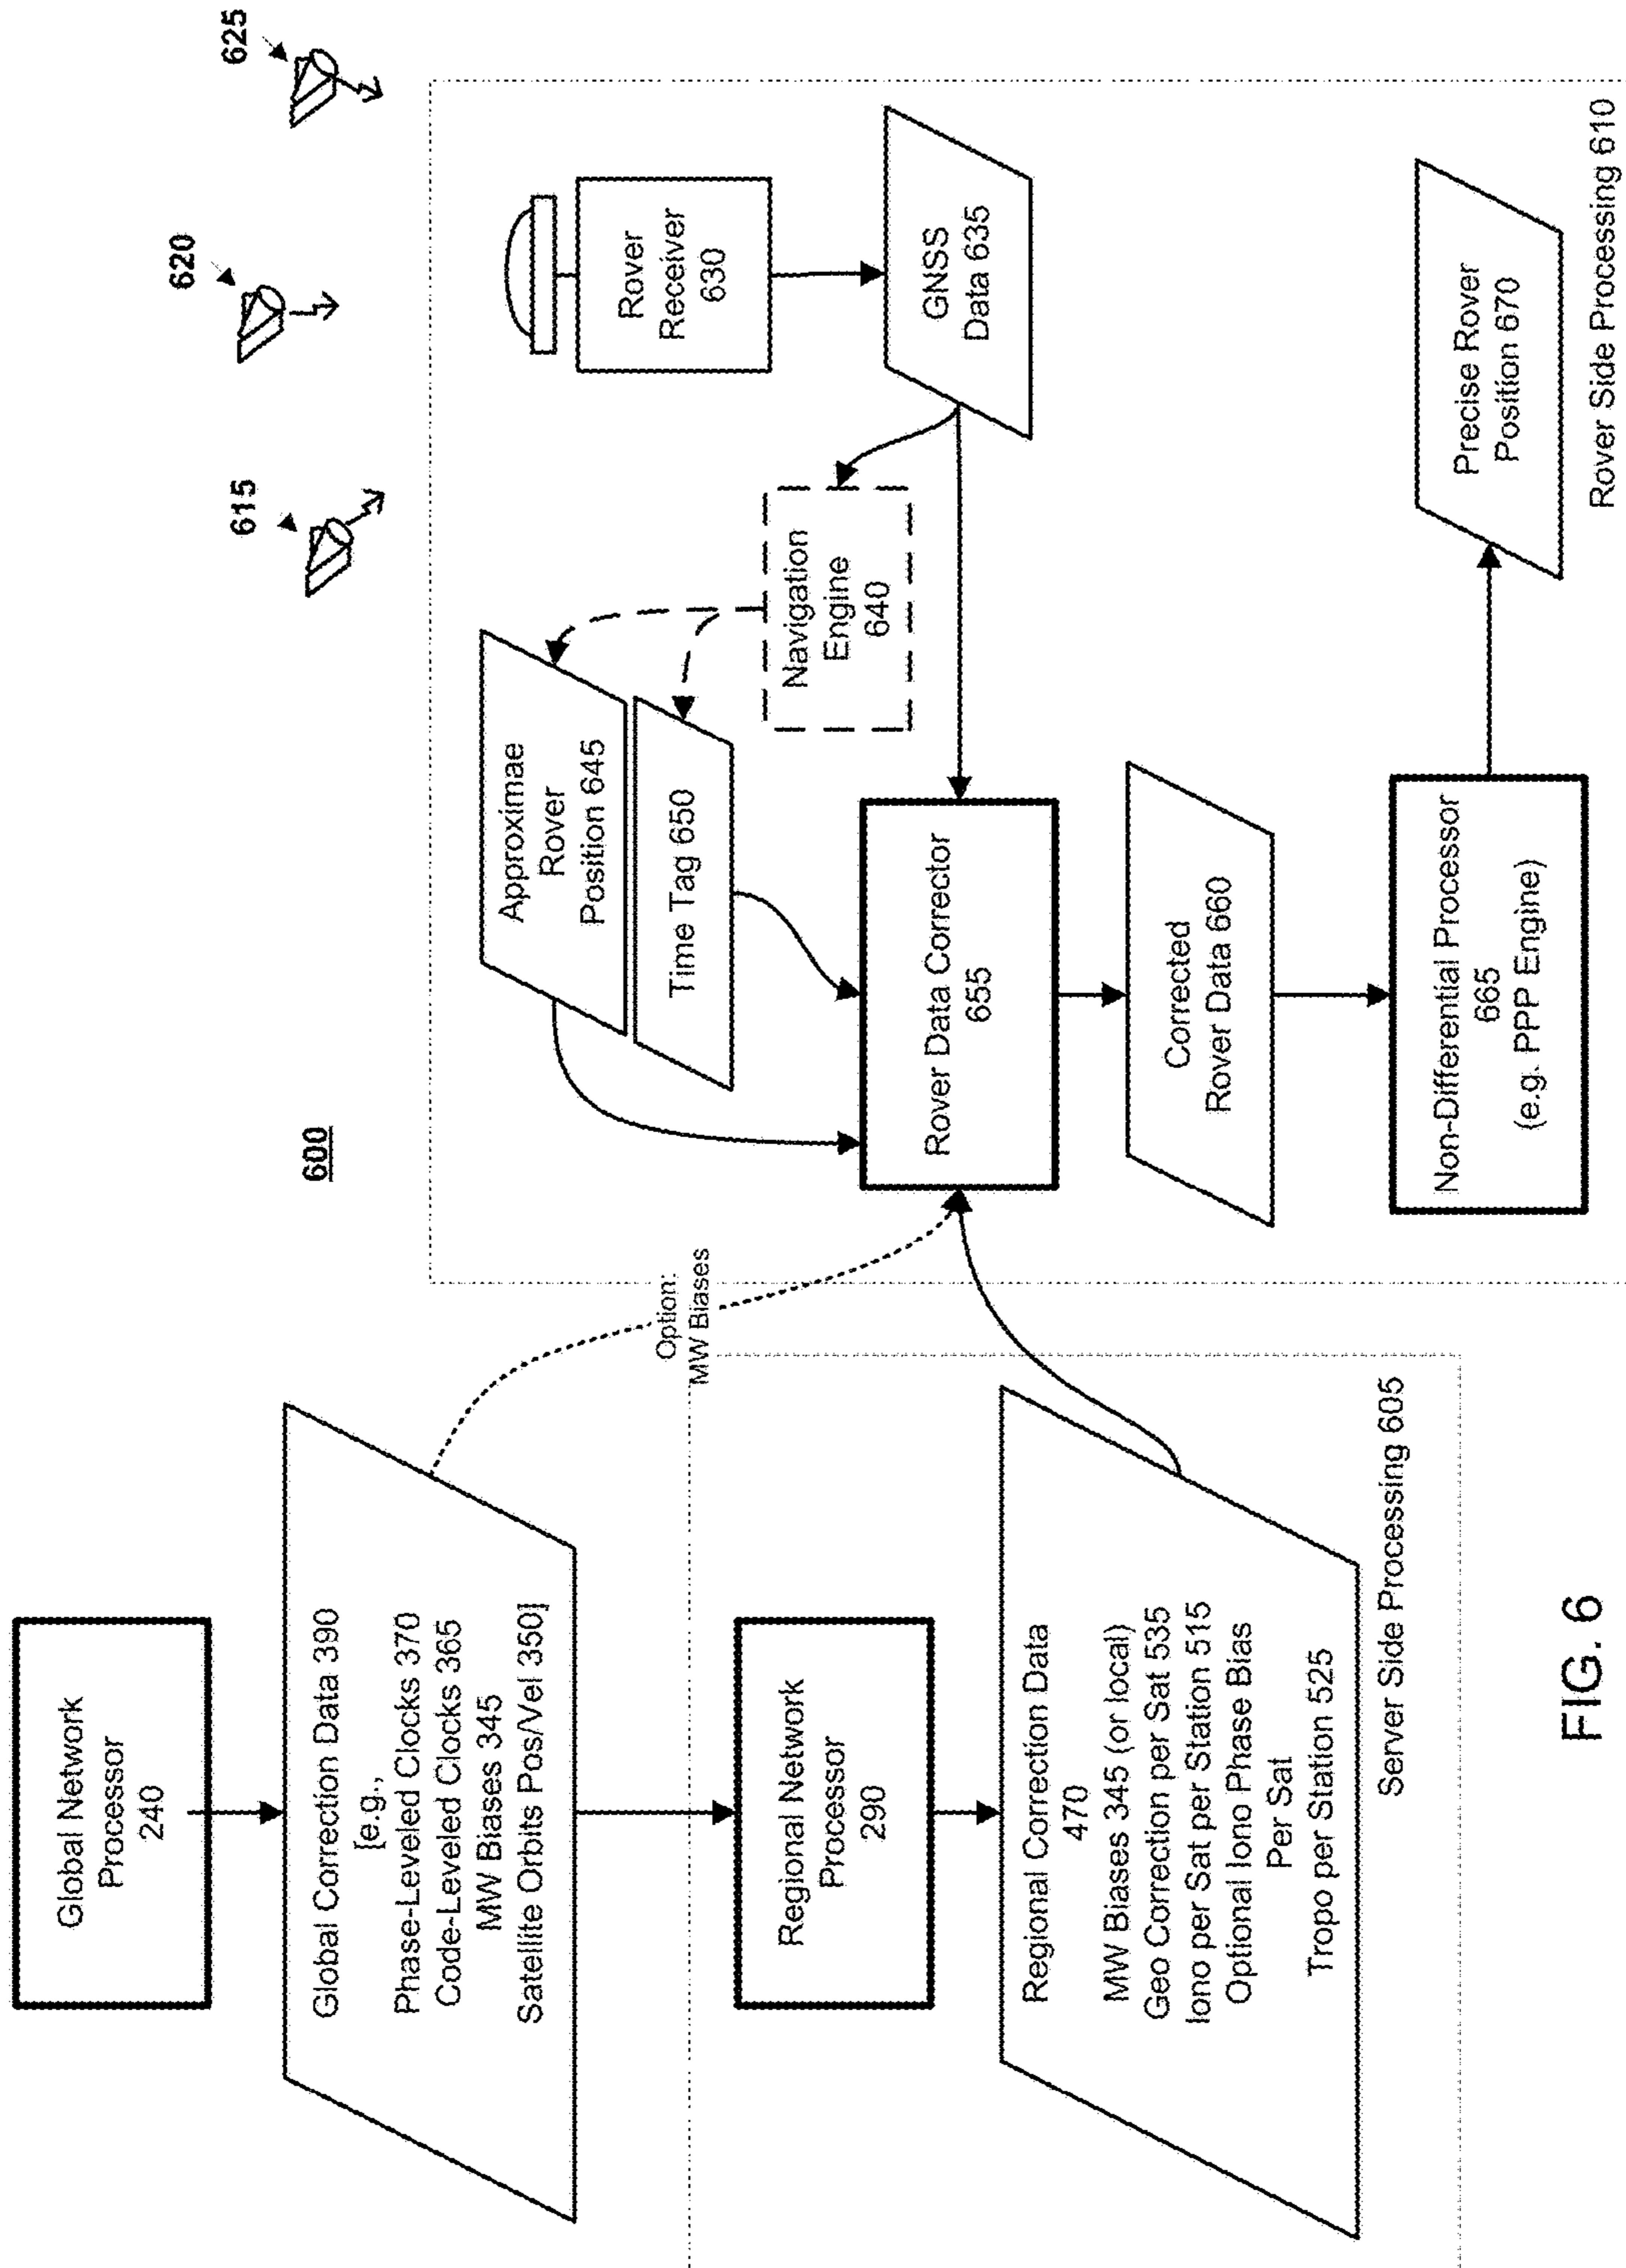 600
615
620
625
Global Network
Processor
240
Global Correction Data 390
[e.g.,
Phase-Leveled Clocks 370
Code-Leveled Clocks 365
MW Biases 345
Satellite Orbits Pos/Vel 350]
Option:
MW Biases
Regional Network
Processor
290
Regional Correction Data
470
MW Biases 345 (or local)
Geo Correction per Sat 535
Iono per Sat per Station 515
Optional Iono Phase Bias
Per Sat
Tropo per Station 525
Server Side Processing 605
Approximae
Rover
Position 645
Time Tag 650
Navigation
Engine
640
Rover
Receiver
630
GNSS
Data 635
Rover Data Corrector
655
Corrected
Rover Data 660
Non-Differential Processor
665
(e.g. PPP Engine)
Precise Rover
Position 670
Rover Side Processing 610
FIG. 6